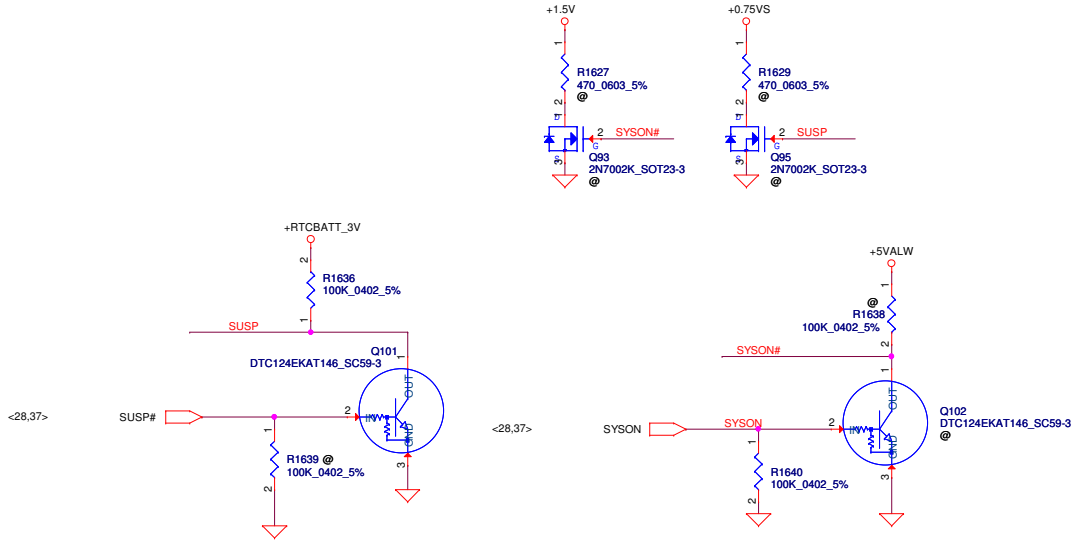 +1.5V
+0.75VS
1
1
R1627
470_0603_5%
@
R1629
470_0603_5%
@
2
2
D
1
D
1
2
SYSON#
2
SUSP
G
G
S
3
S
3
Q93
2N7002K_SOT23-3
@
Q95
2N7002K_SOT23-3
@
+RTCBATT_3V
2
R1636
100K_0402_5%
1
SUSP
Q101
1
DTC124EKAT146_SC59-3
OUT
<28,37>
SUSP#
2
IN
GND
1
R1639 @
100K_0402_5%
2
3
+5VALW
1
@
R1638
100K_0402_5%
2
SYSON#
1
OUT
Q102
DTC124EKAT146_SC59-3
@
<28,37>
SYSON
SYSON
2
IN
GND
1
R1640
100K_0402_5%
2
3